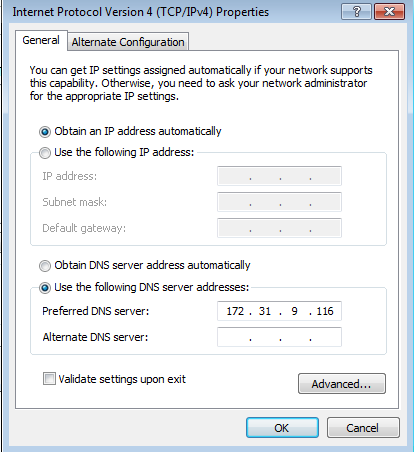 Internet Protocol Version 4 (TCP/IPv4) Properties
General
Alternate Configuration
You can get IP settings assigned automatically if your network supports
this capability. Otherwise, you need to ask your network administrator
for the appropriate IP settings.
Obtain an IP address automatically
Use the following IP address:
IP address:
. . .
Subnet mask:
. . .
Default gateway:
. . .
Obtain DNS server address automatically
Use the following DNS server addresses:
Preferred DNS server:
172 . 31 . 9 . 116
Alternate DNS server:
. . .
Validate settings upon exit
Advanced...
OK
Cancel